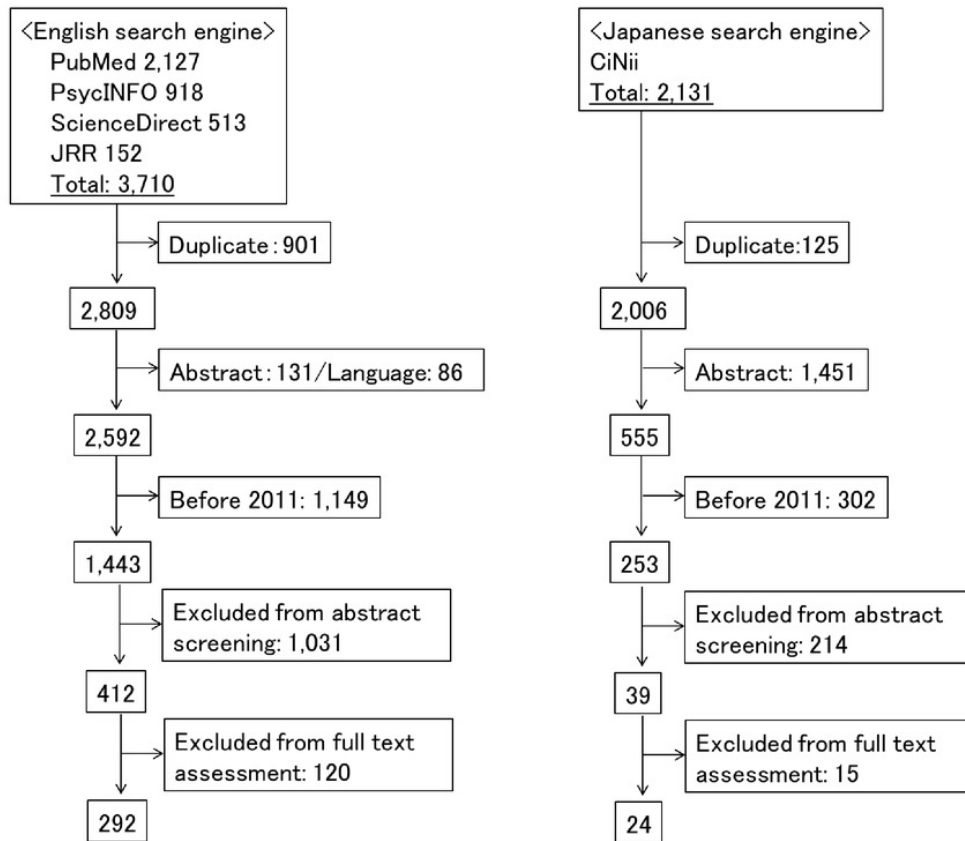 <English search engine>
PubMed 2,127
PsycINFO 918
ScienceDirect 513
JRR 152
Total: 3,710
Duplicate: 901
2,809
Abstract: 131/Language: 86
2,592
Before 2011: 1,149
1,443
Excluded from abstract
screening: 1,031
412
Excluded from full text
assessment: 120
292
<Japanese search engine>
CiNii
Total: 2,131
Duplicate:125
2,006
Abstract: 1,451
555
Before 2011: 302
253
Excluded from abstract
screening: 214
39
Excluded from full text
assessment: 15
24